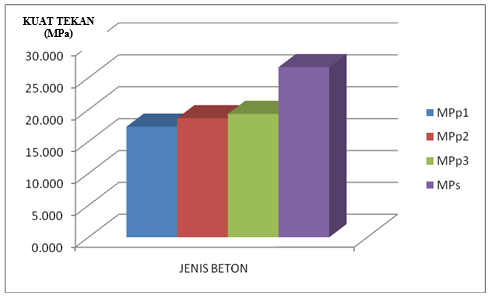 KUAT TEKAN
(MPa)
30.000
25.000
20.000
15.000
10.000
5.000
0.000
JENIS BETON
MPp1
MPp2
MPp3
MPs